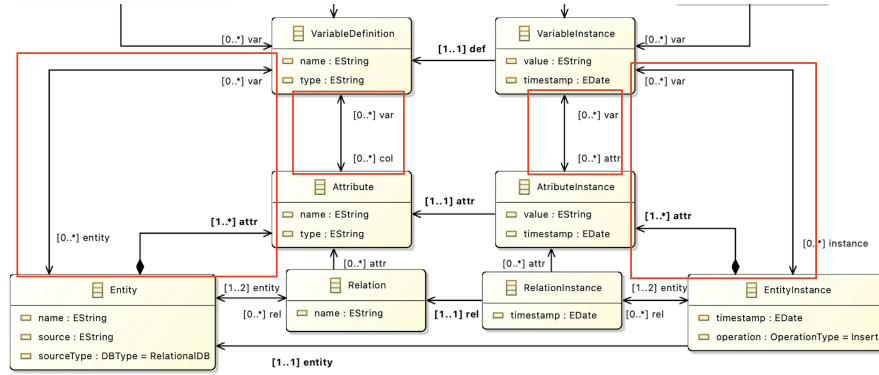 [0..*] var
VariableDefinition
VariableInstance
[0..*] var
[1..1] def
name : EString
value : EString
[0..*] var
type : EString
timestamp : EDate
[0..*] var
[0..*] var
[0..*] var
[0..*] col
[0..*] attr
Attribute
AtributeInstance
[1..*] attr
name : EString
[1..1] attr
value : EString
[1..*] attr
type : EString
timestamp : EDate
[0..*] entity
[0..*] instance
[0..*] attr
[0..*] attr
Entity
[1..2] entity
Relation
RelationInstance
[1..2] entity
EntityInstance
name : EString
[0..*] rel
name : EString
[1..1] rel
timestamp : EDate
[0..*] rel
timestamp : EDate
source : EString
operation : OperationType = Insert
sourceType : DBType = RelationalDB
[1..1] entity